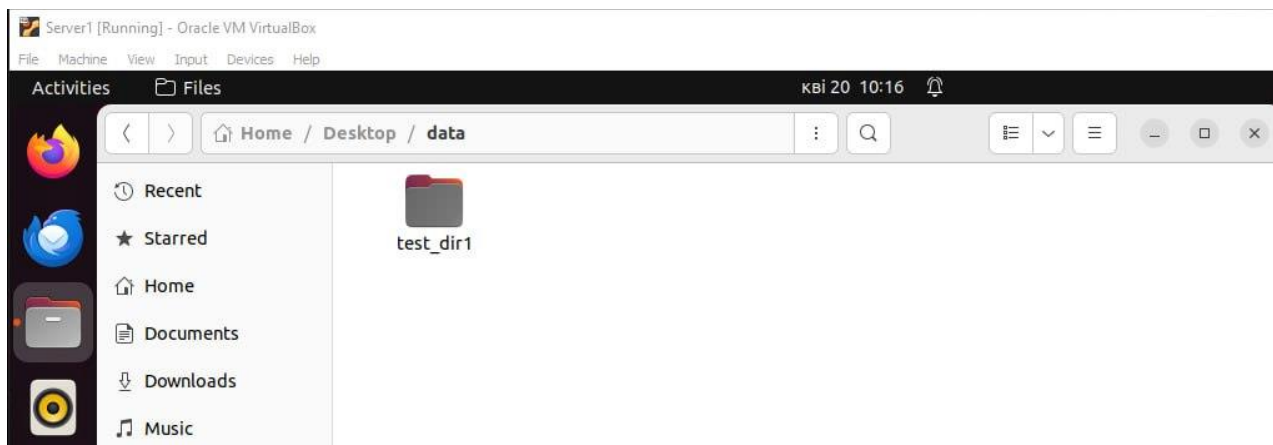 Server1 [Running] - Oracle VM VirtualBox
File Machine View Input Devices Help
Activities Files кві 20 10:16
Home / Desktop / data
Recent
Starred
test_dir1
Home
Documents
Downloads
Music